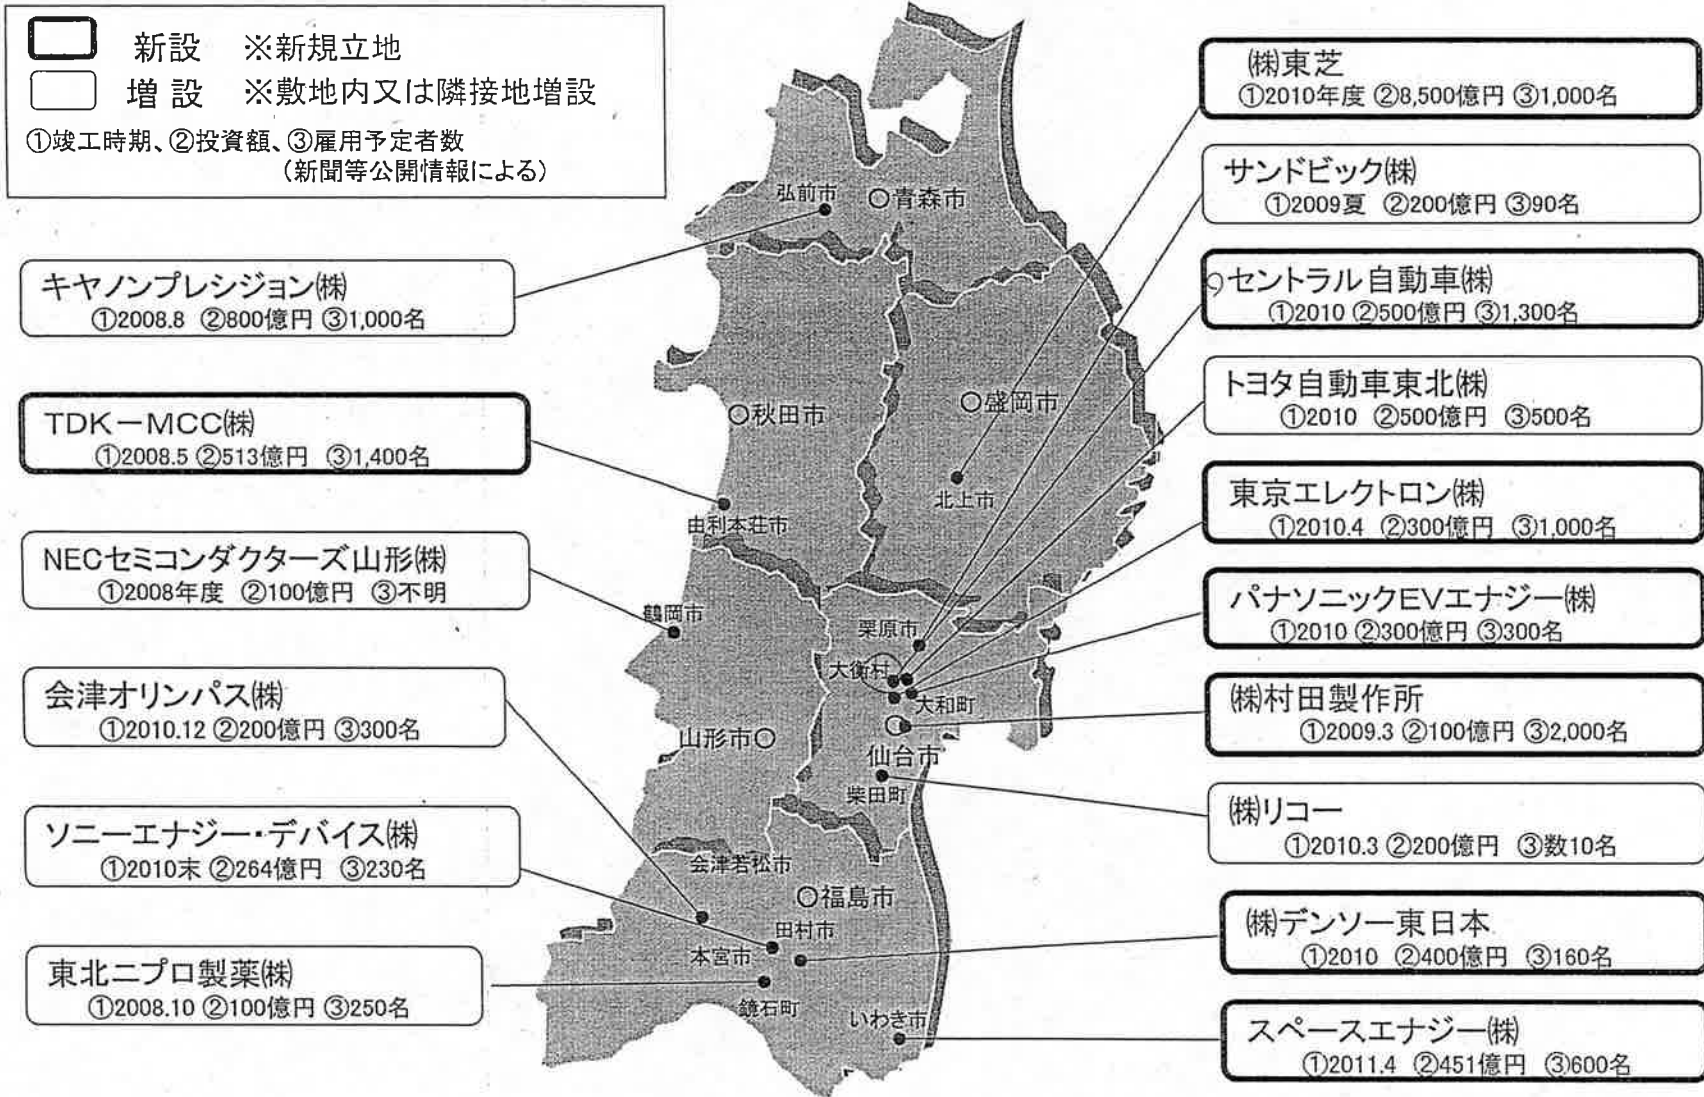 新設 ※新規立地
増設 ※敷地内又は隣接地増設
①竣工時期、②投資額、③雇用予定者数
(新聞等公開情報による)
キヤノンプレシジョン㈱
①2008.8 ②800億円 ③1,000名
TDK－MCC㈱
①2008.5 ②513億円 ③1,400名
NECセミコンダクターズ山形㈱
①2008年度 ②100億円 ③不明
会津オリンパス㈱
①2010.12 ②200億円 ③300名
ソニーエナジー・デバイス㈱
①2010末 ②264億円 ③230名
東北ニプロ製薬㈱
①2008.10 ②100億円 ③250名
弘前市
青森市
秋田市
盛岡市
北上市
由利本荘市
鶴岡市
栗原市
大衡村
大和町
山形市
仙台市
柴田町
会津若松市
福島市
田村市
本宮市
鏡石町
いわき市
㈱東芝
①2010年度 ②8,500億円 ③1,000名
サンドビック㈱
①2009夏 ②200億円 ③90名
セントラル自動車㈱
①2010 ②500億円 ③1,300名
トヨタ自動車東北㈱
①2010 ②500億円 ③500名
東京エレクトロン㈱
①2010.4 ②300億円 ③1,000名
パナソニックEVエナジー㈱
①2010 ②300億円 ③300名
㈱村田製作所
①2009.3 ②100億円 ③2,000名
㈱リコー
①2010.3 ②200億円 ③数10名
㈱デンソー東日本
①2010 ②400億円 ③160名
スペースエナジー㈱
①2011.4 ②451億円 ③600名